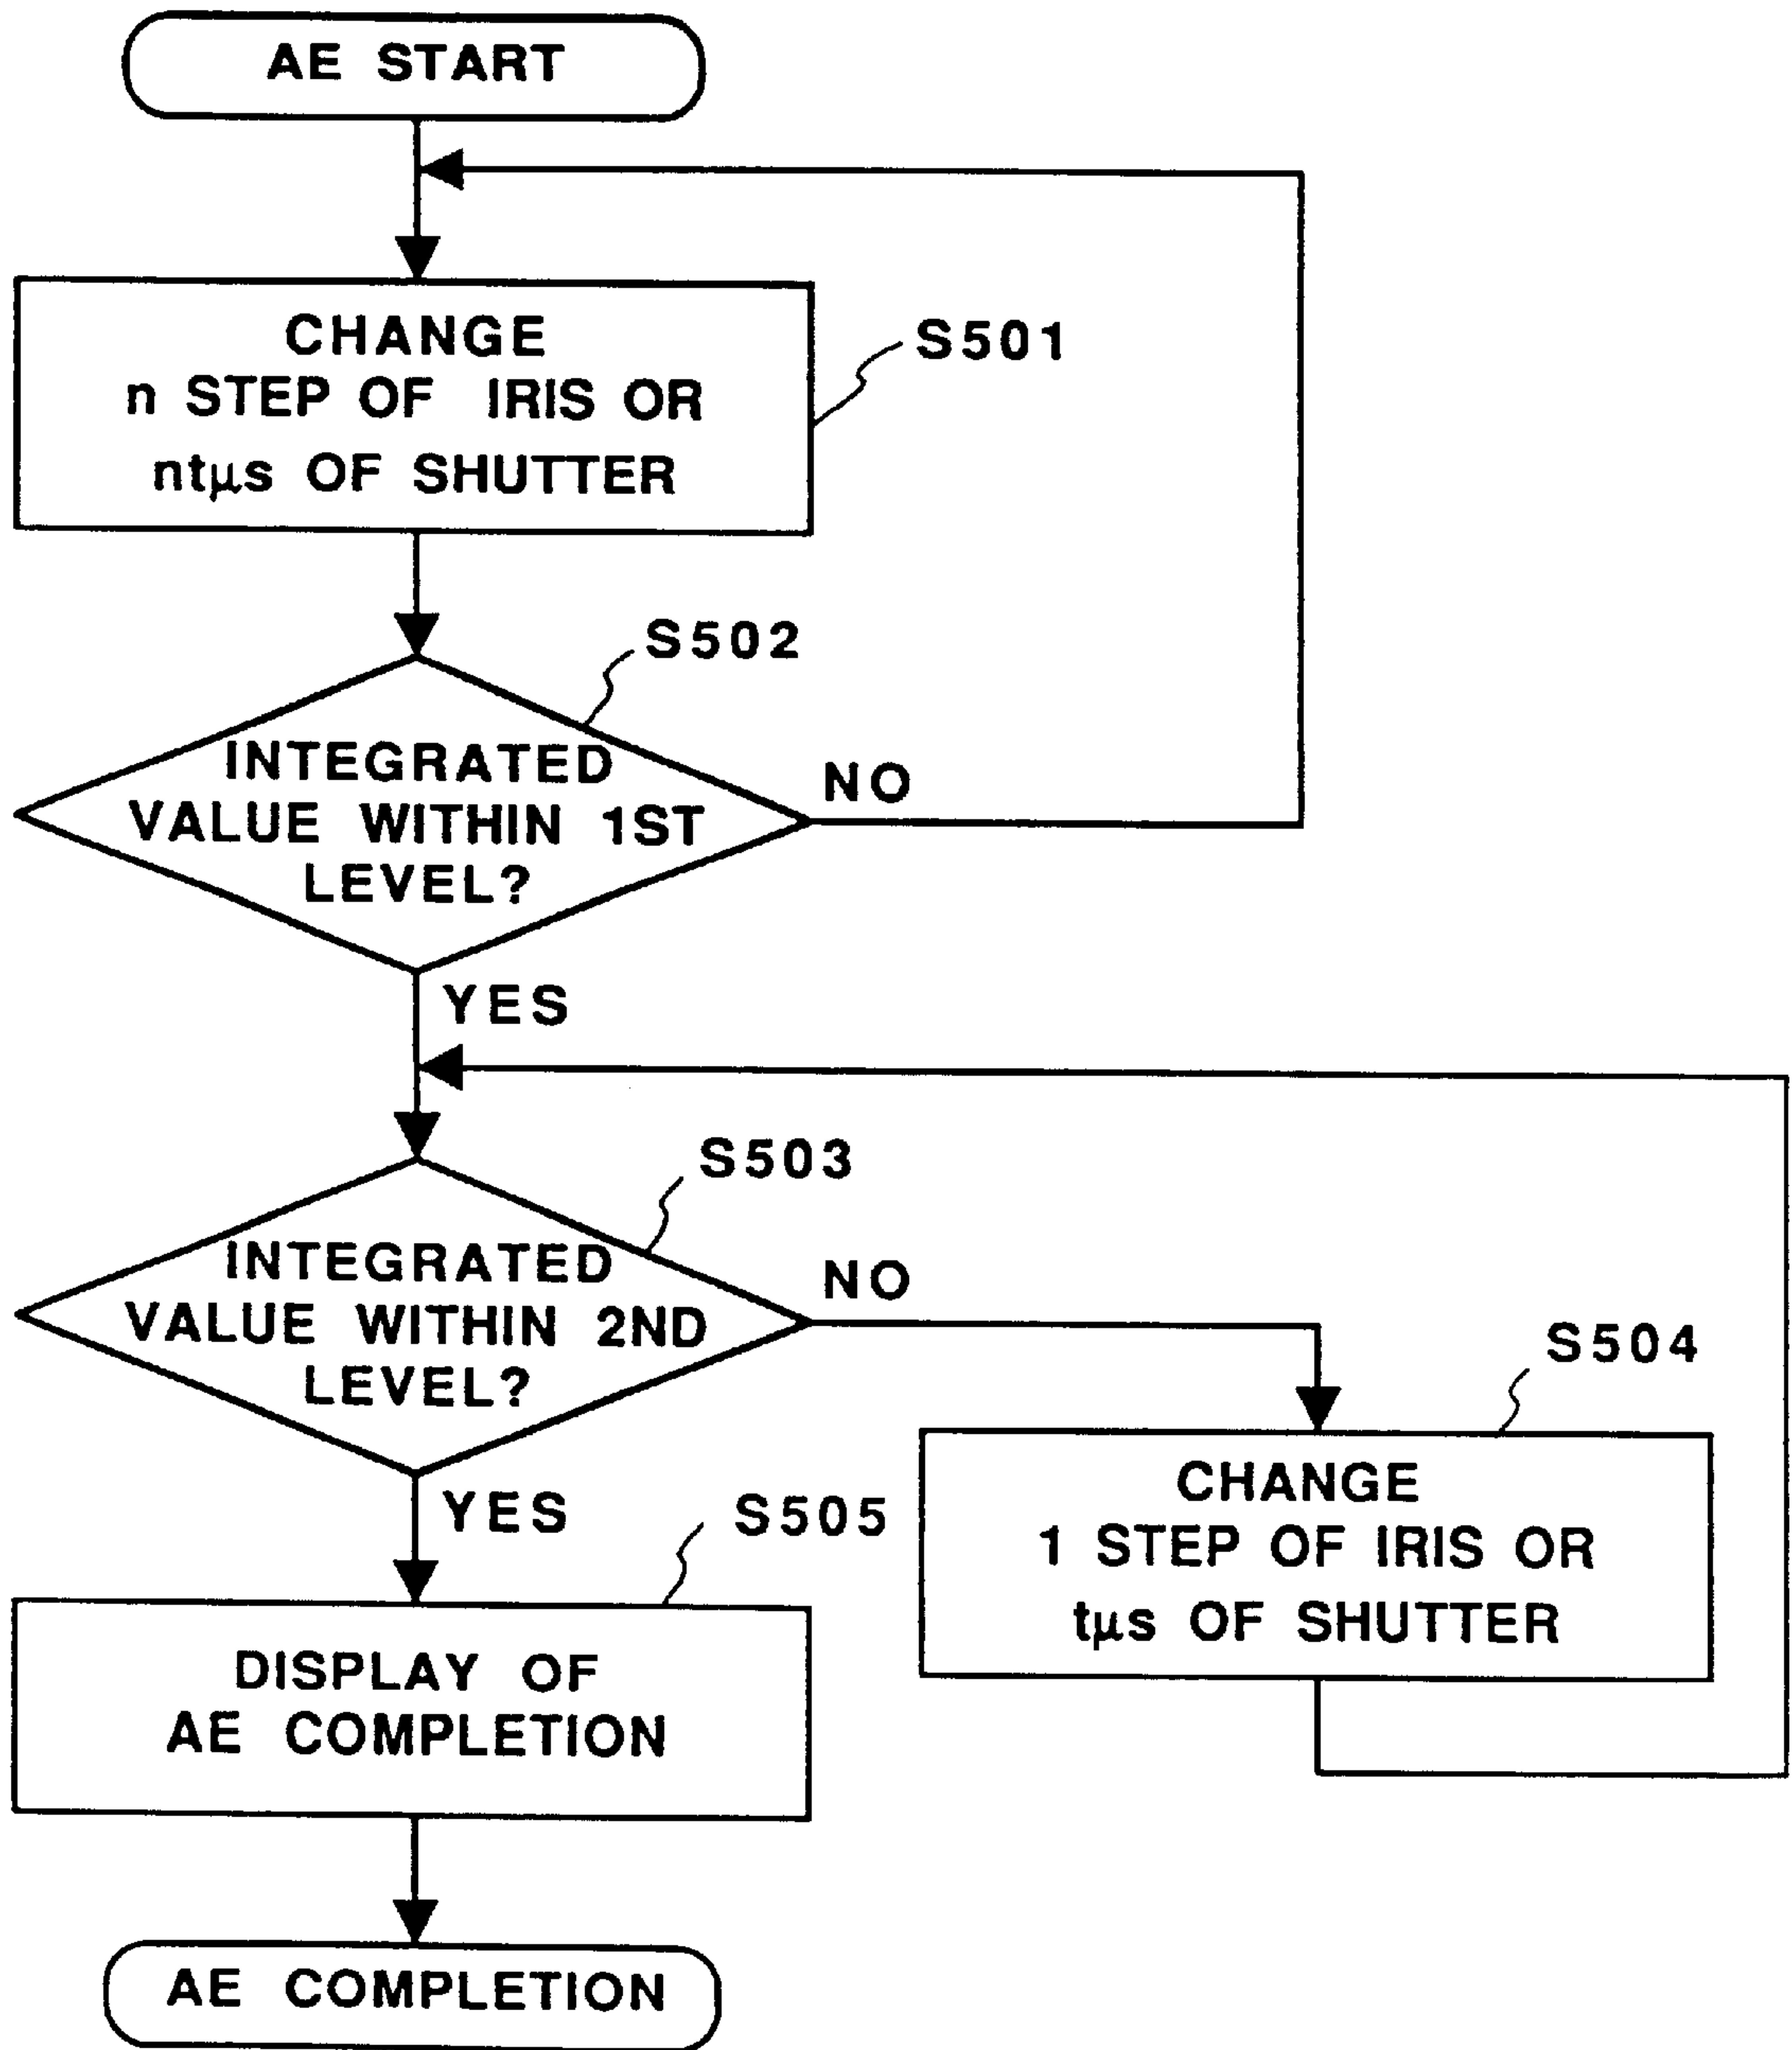 AE START
CHANGE
n STEP OF IRIS OR
ntμs OF SHUTTER
S501
S502
INTEGRATED
VALUE WITHIN 1ST
LEVEL?
NO
YES
S503
INTEGRATED
VALUE WITHIN 2ND
LEVEL?
NO
S504
CHANGE
1 STEP OF IRIS OR
tμs OF SHUTTER
YES
S505
DISPLAY OF
AE COMPLETION
AE COMPLETION